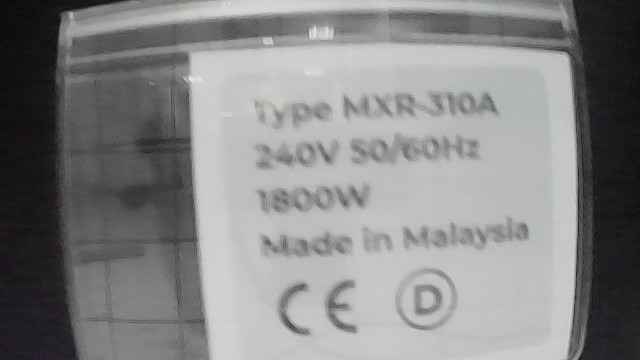 Type MXR-310A
240V 50/60Hz
1800W
Made in Malaysia
CE D